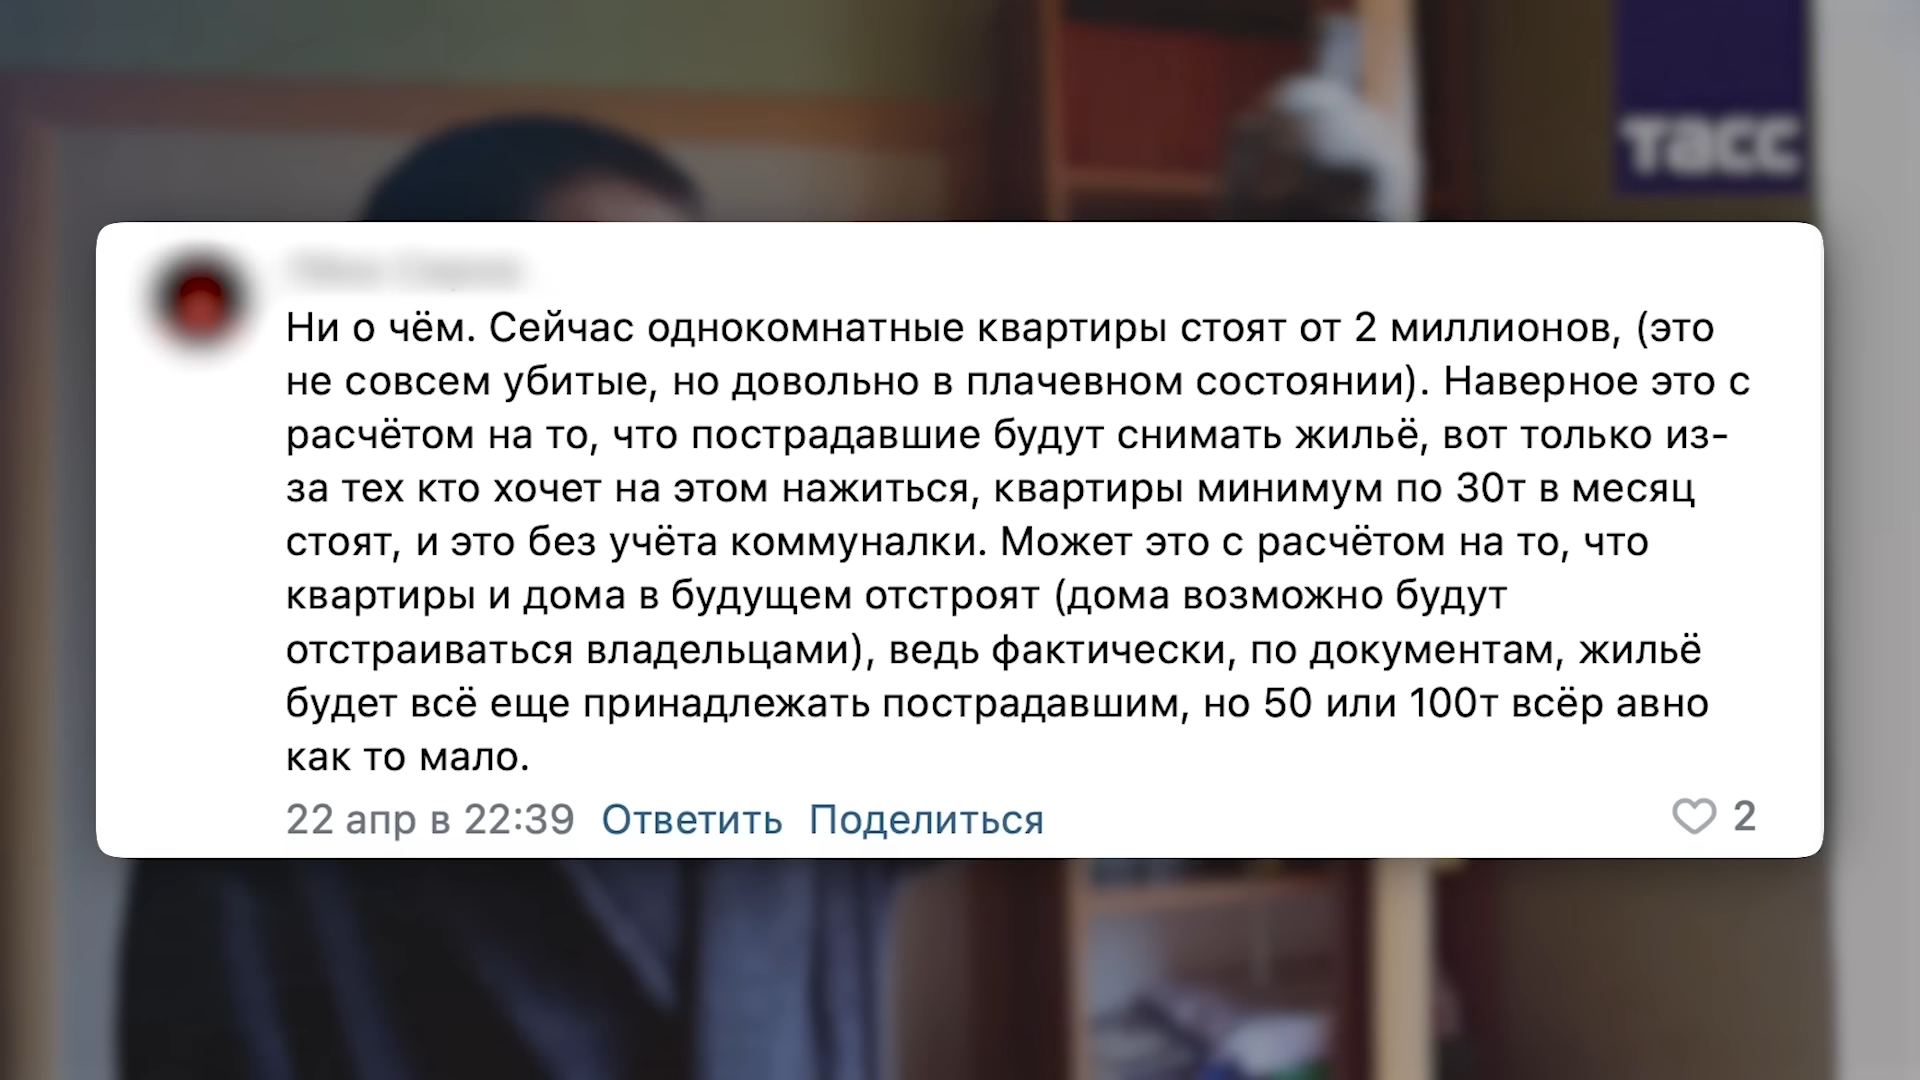 тасс
Ни о чём. Сейчас однокомнатные квартиры стоят от 2 миллионов, (это
не совсем убитые, но довольно в плачевном состоянии). Наверное это с
расчётом на то, что пострадавшие будут снимать жильё, вот только из-
за тех кто хочет на этом нажиться, квартиры минимум по 30т в месяц
стоят, и это без учёта коммуналки. Может это с расчётом на то, что
квартиры и дома в будущем отстроят (дома возможно будут
отстраиваться владельцами), ведь фактически, по документам, жильё
будет всё еще принадлежать пострадавшим, но 50 или 100т всёр авно
как то мало.
22 апр в 22:39 Ответить Поделиться 2